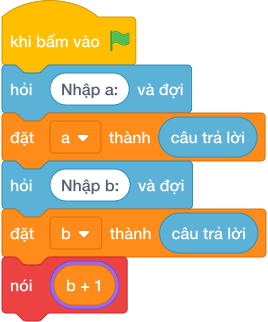 khi bấm vào
hỏi Nhập a: và đợi
đặt a thành câu trả lời
hỏi Nhập b: và đợi
đặt b thành câu trả lời
nói b + 1